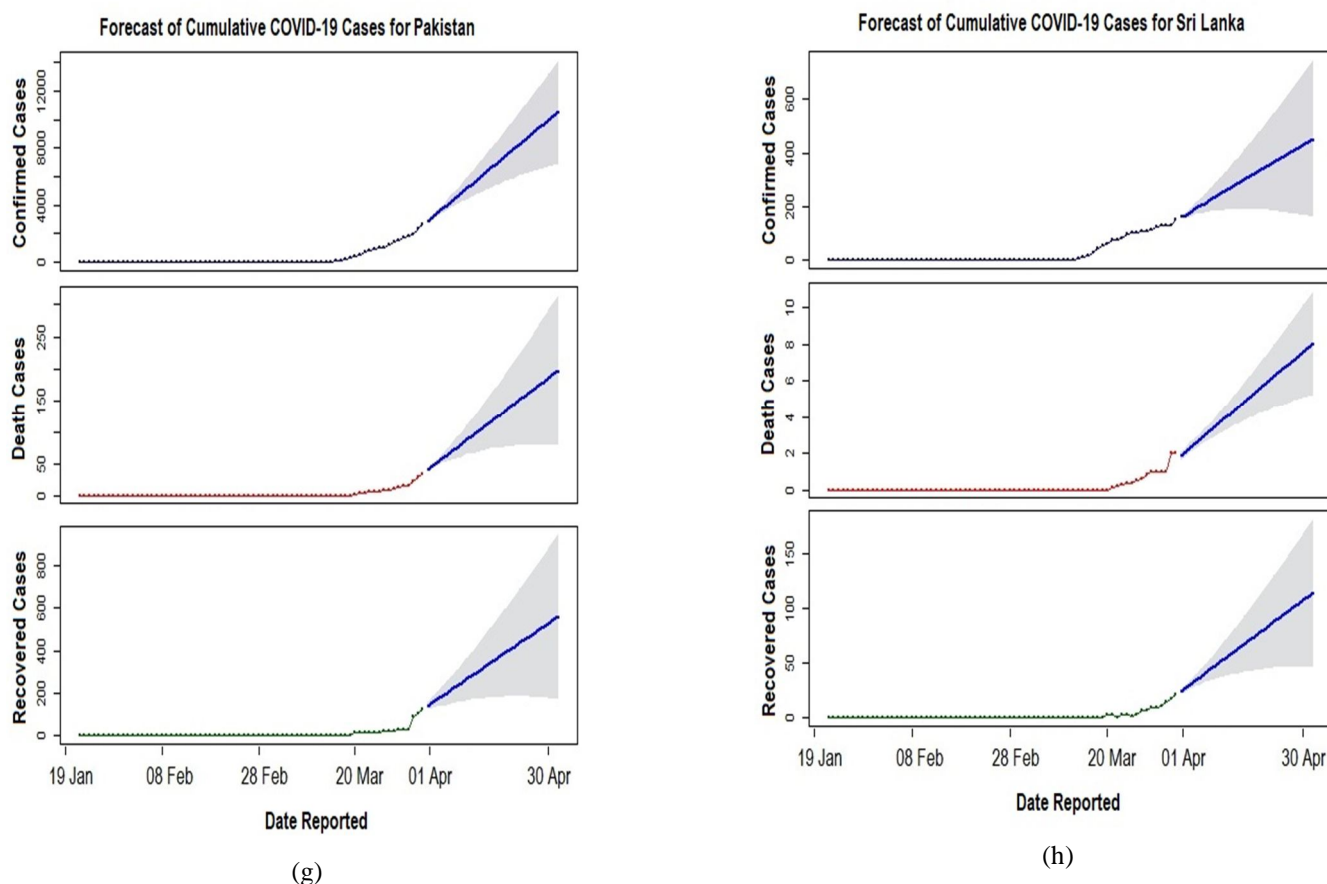 Forecast of Cumulative COVID-19 Cases for Pakistan
Confirmed Cases
12000
8000
4000
0
Death Cases
250
150
50
0
Recovered Cases
800
600
400
200
0
19 Jan 08 Feb 28 Feb 20 Mar 01 Apr 30 Apr
Date Reported
(g)
Forecast of Cumulative COVID-19 Cases for Sri Lanka
Confirmed Cases
600
400
200
0
Death Cases
10
8
6
4
2
0
Recovered Cases
150
100
50
0
19 Jan 08 Feb 28 Feb 20 Mar 01 Apr 30 Apr
Date Reported
(h)